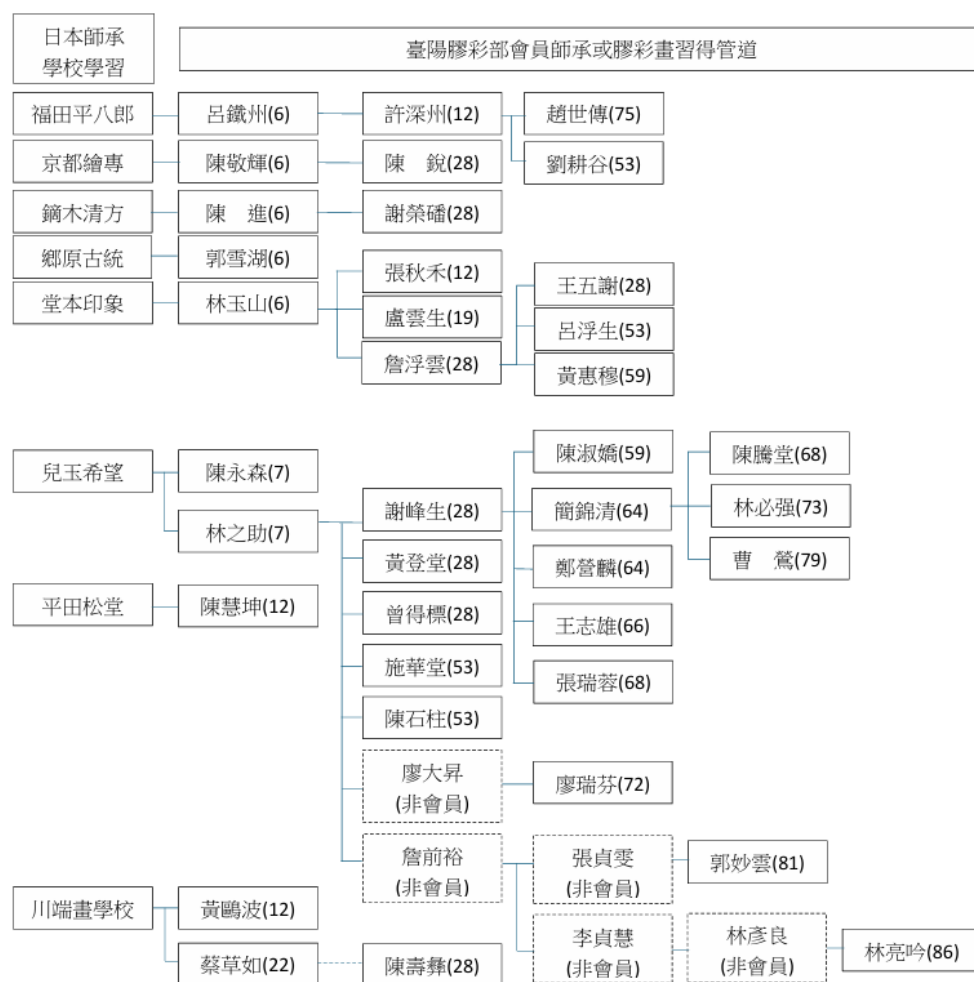 日本師承
學校學習
臺陽膠彩部會員師承或膠彩畫習得管道
福田平八郎
呂鐵州(6)
許深州(12)
趙世傳(75)
劉耕谷(53)
京都繪專
陳敬輝(6)
陳 銳(28)
鏑木清方
陳 進(6)
謝榮磻(28)
鄉原古統
郭雪湖(6)
堂本印象
林玉山(6)
張秋禾(12)
盧雲生(19)
詹浮雲(28)
王五謝(28)
呂浮生(53)
黃惠穆(59)
兒玉希望
陳永森(7)
林之助(7)
謝峰生(28)
陳淑嬌(59)
簡錦清(64)
鄭營麟(64)
王志雄(66)
張瑞蓉(68)
陳騰堂(68)
林必强(73)
曹 鶯(79)
黃登堂(28)
曾得標(28)
施華堂(53)
陳石柱(53)
廖大昇
(非會員)
廖瑞芬(72)
詹前裕
(非會員)
張貞雯
(非會員)
郭妙雲(81)
李貞慧
(非會員)
林彥良
(非會員)
林亮吟(86)
平田松堂
陳慧坤(12)
川端畫學校
黃鷗波(12)
蔡草如(22)
陳壽彝(28)